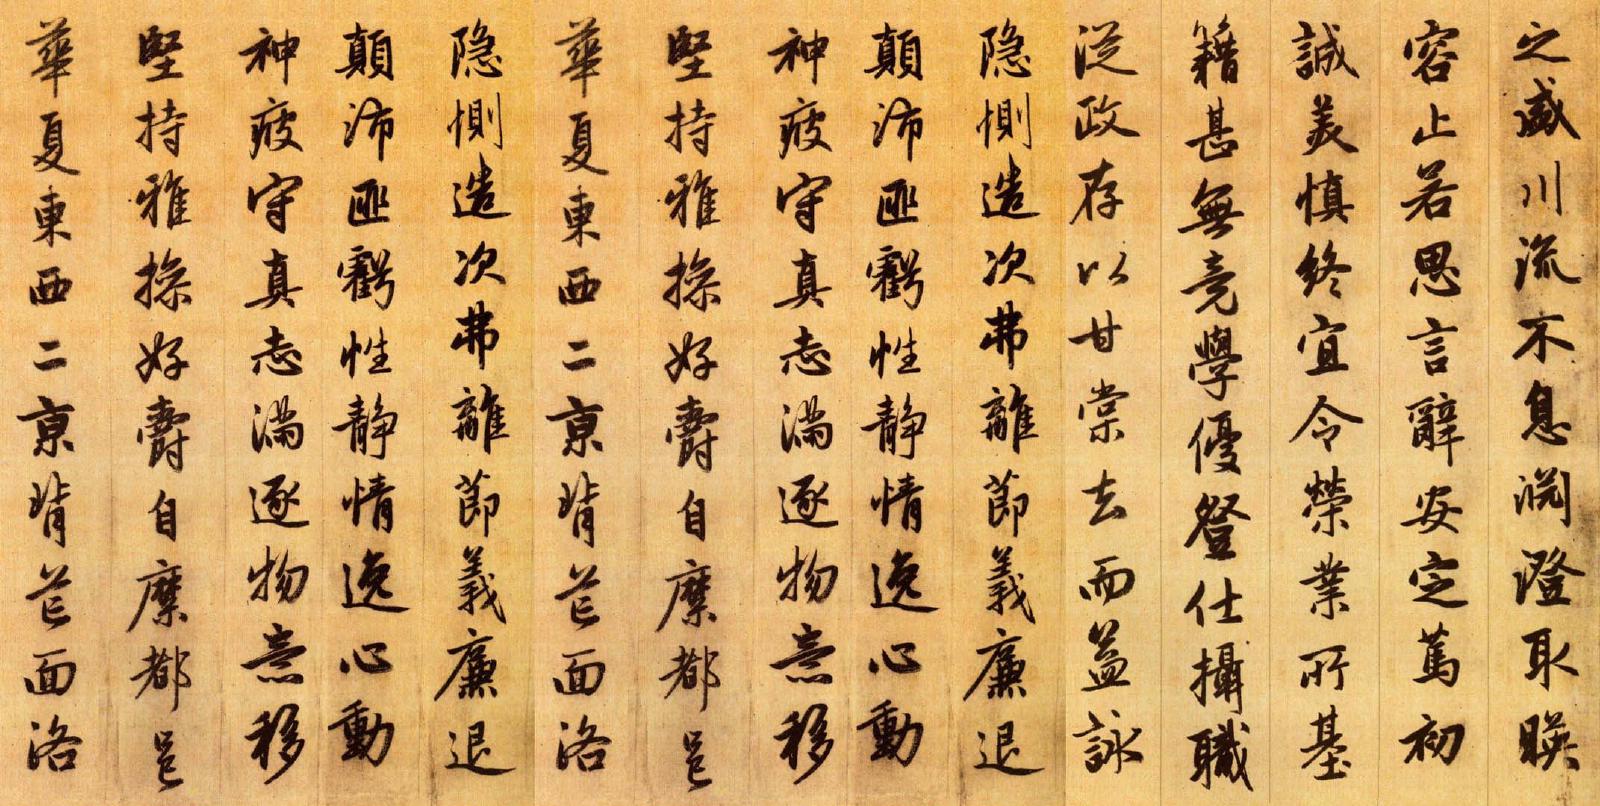 之盛川流不息渊澄取暎
容止若思言辭安定篤初
誠美慎終宜令榮業所基
籍甚無竟學優登仕攝職
從政存以甘棠去而益詠
隐惻造次弗離節義廉退
顛沛匪虧性静情逸心動
神疲守真志滿逐物意移
堅持雅操好爵自縻都邑
華夏東西二京背芒面洛
隐惻造次弗離節義廉退
顛沛匪虧性静情逸心動
神疲守真志滿逐物意移
堅持雅操好爵自縻都邑
華夏東西二京背芒面洛